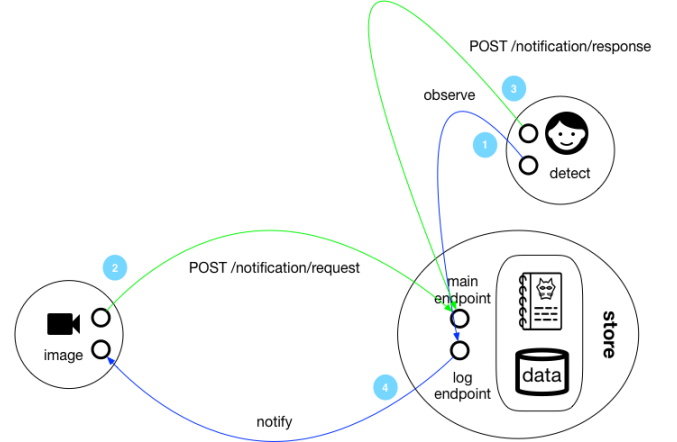 POST /notification/response
observe
3
1
detect
2
POST /notification/request
main
endpoint
image
store
data
log
endpoint
4
notify